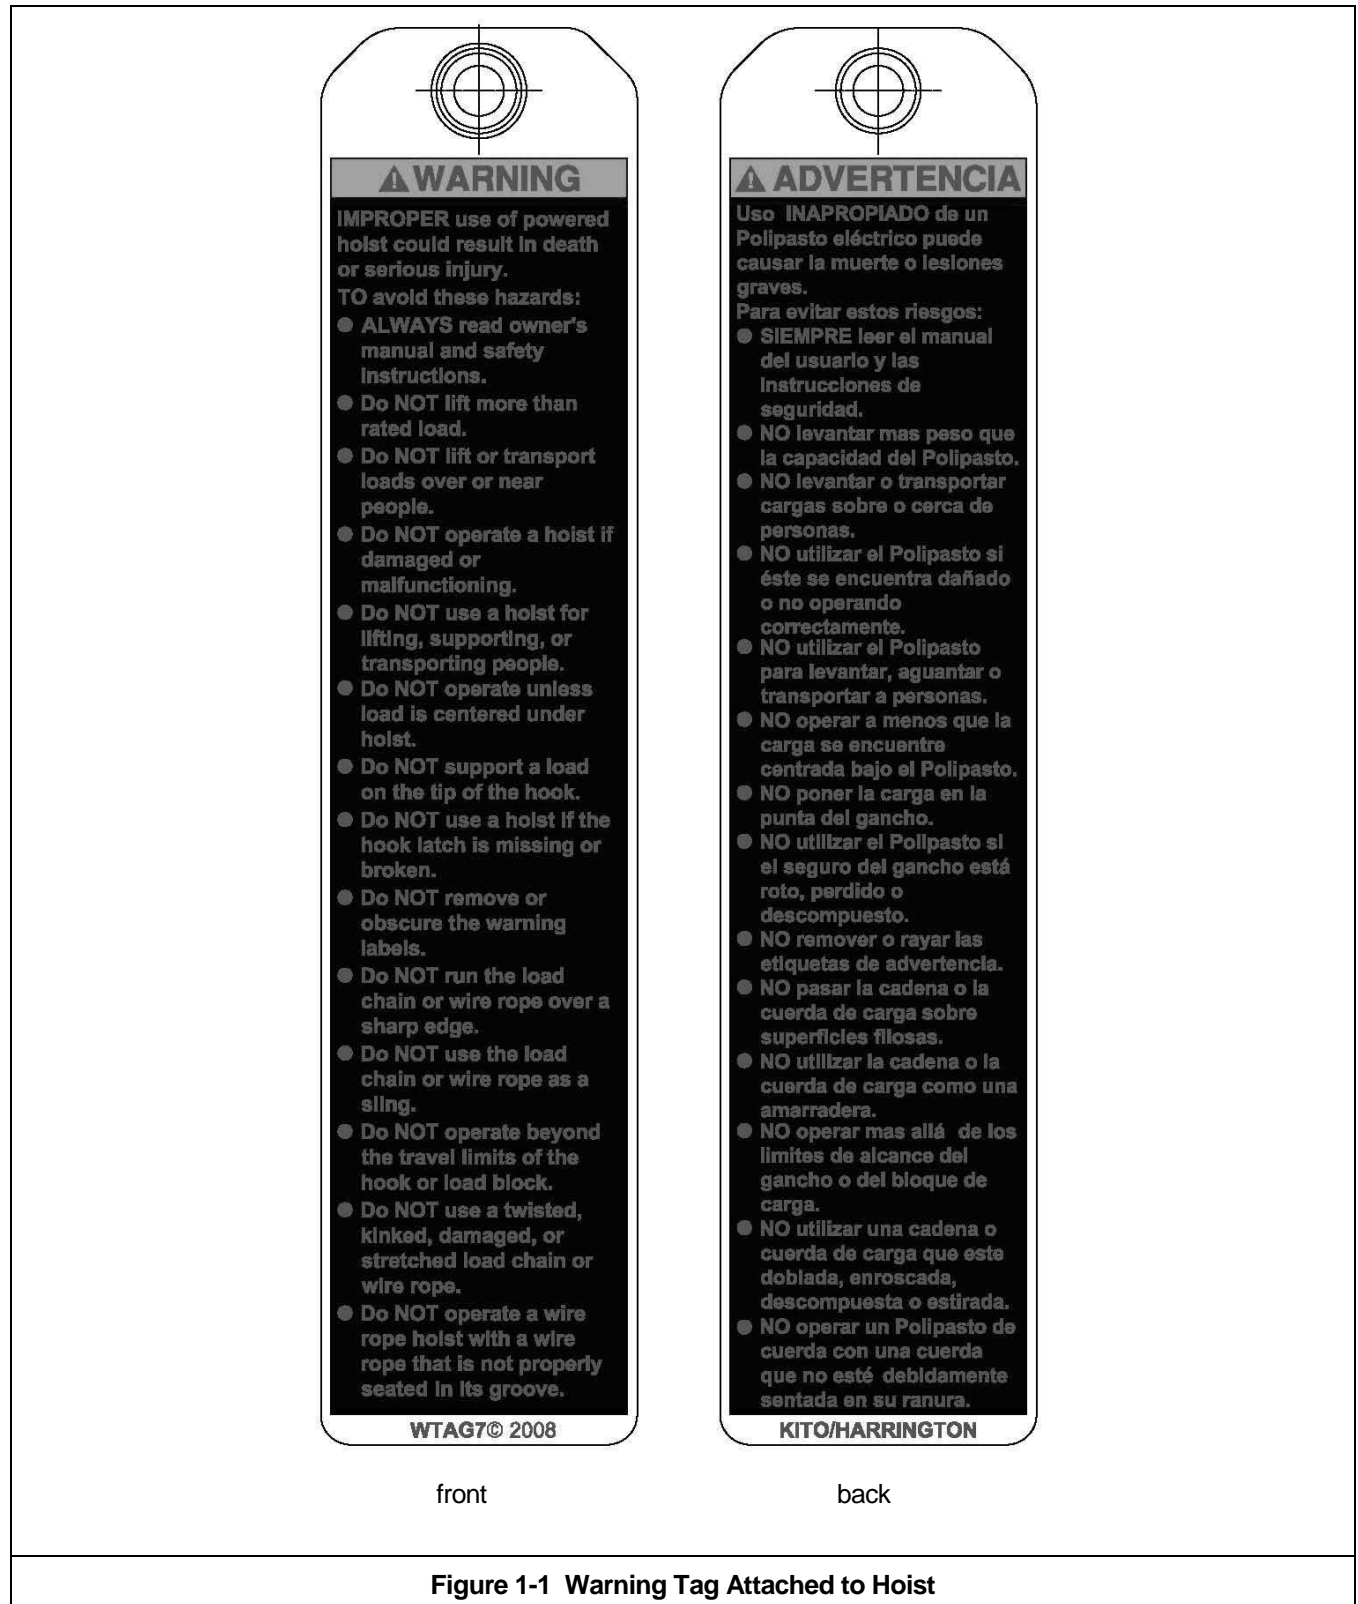 WARNING
IMPROPER use of powered
hoist could result in death
or serious injury.
TO avoid these hazards:
● ALWAYS read owner's
manual and safety
instructions.
● Do NOT lift more than
rated load.
● Do NOT lift or transport
loads over or near
people.
● Do NOT operate a hoist if
damaged or
malfunctioning.
● Do NOT use a hoist for
lifting, supporting, or
transporting people.
● Do NOT operate unless
load is centered under
hoist.
● Do NOT support a load
on the tip of the hook.
● Do NOT use a hoist if the
hook latch is missing or
broken.
● Do NOT remove or
obscure the warning
labels.
● Do NOT run the load
chain or wire rope over a
sharp edge.
● Do NOT use the load
chain or wire rope as a
sling.
● Do NOT operate beyond
the travel limits of the
hook or load block.
● Do NOT use a twisted,
kinked, damaged, or
stretched load chain or
wire rope.
● Do NOT operate a wire
rope hoist with a wire
rope that is not properly
seated in its groove.
WTAG7© 2008
front
ADVERTENCIA
Uso INAPROPIADO de un
Polipasto eléctrico puede
causar la muerte o lesiones
graves.
Para evitar estos riesgos:
● SIEMPRE leer el manual
del usuario y las
instrucciones de
seguridad.
● NO levantar mas peso que
la capacidad del Polipasto.
● NO levantar o transportar
cargas sobre o cerca de
personas.
● NO utilizar el Polipasto si
éste se encuentra dañado
o no operando
correctamente.
● NO utilizar el Polipasto
para levantar, aguantar o
transportar a personas.
● NO operar a menos que la
carga se encuentre
centrada bajo el Polipasto.
● NO poner la carga en la
punta del gancho.
● NO utilizar el Polipasto si
el seguro del gancho está
roto, perdido o
descompuesto.
● NO remover o rayar las
etiquetas de advertencia.
● NO pasar la cadena o la
cuerda de carga sobre
superficies filosas.
● NO utilizar la cadena o la
cuerda de carga como una
amarradera.
● NO operar mas allá de los
limites de alcance del
gancho o del bloque de
carga.
● NO utilizar una cadena o
cuerda de carga que este
doblada, enroscada,
descompuesta o estirada.
● NO operar un Polipasto de
cuerda con una cuerda
que no esté debidamente
sentada en su ranura.
KITO/HARRINGTON
back
Figure 1-1 Warning Tag Attached to Hoist